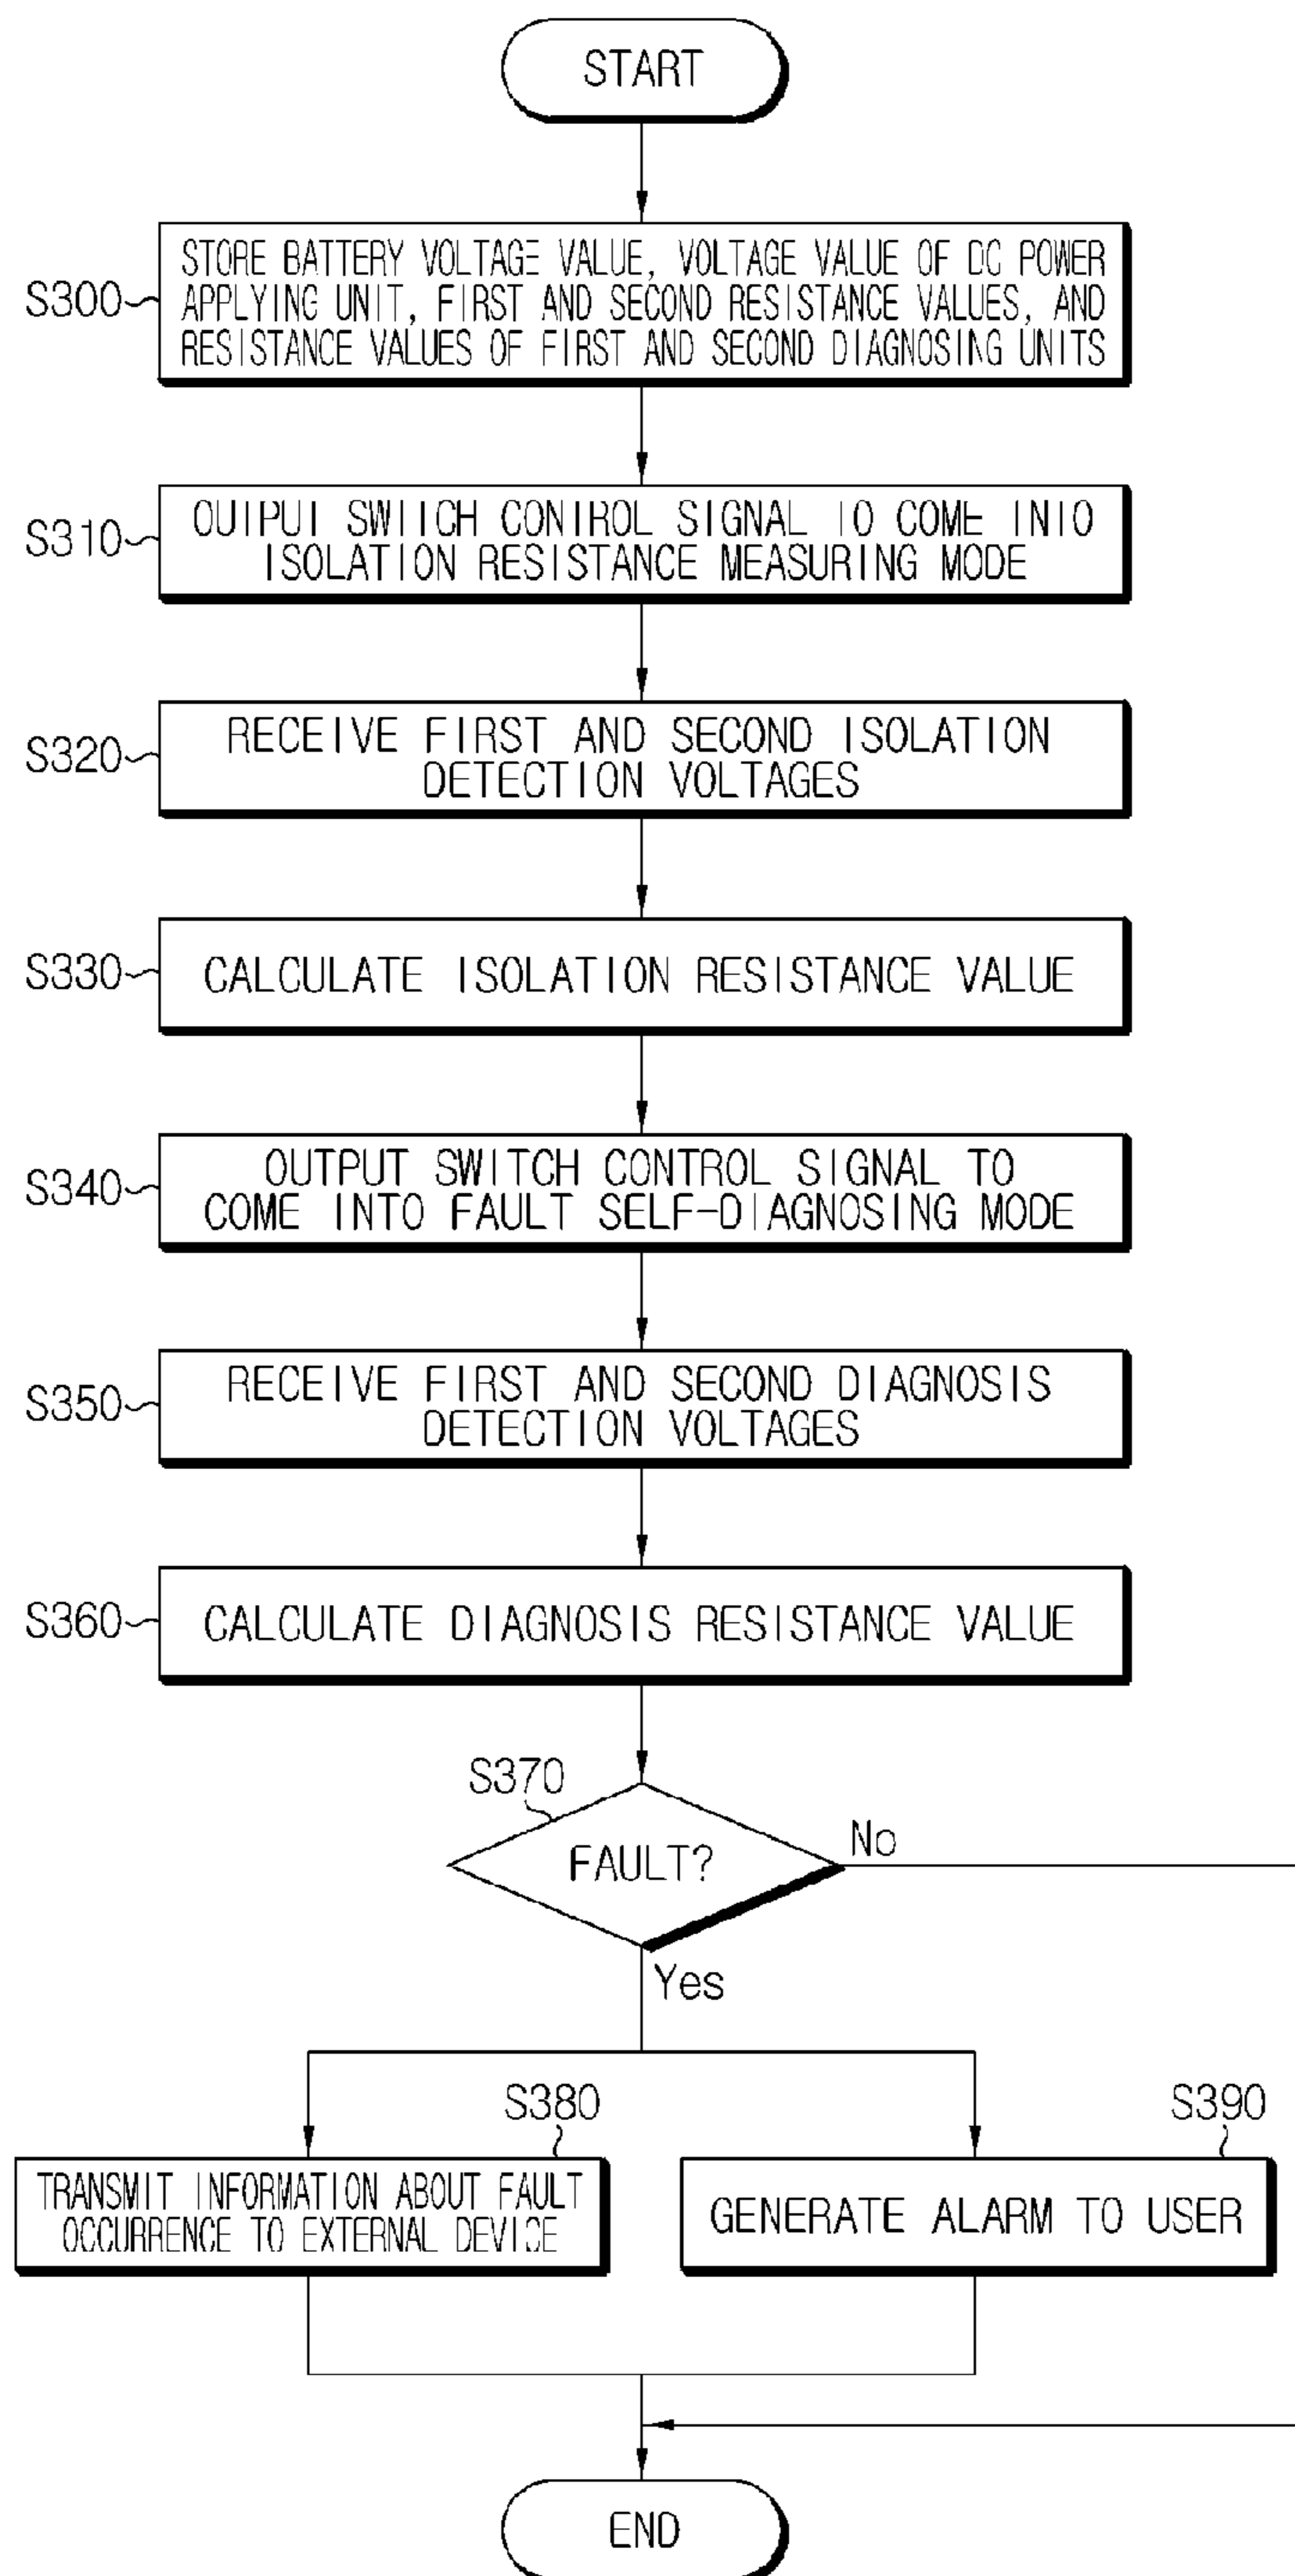 START
S300
STORE BATTERY VOLTAGE VALUE, VOLTAGE VALUE OF DC POWER
APPLYING UNIT, FIRST AND SECOND RESISTANCE VALUES, AND
RESISTANCE VALUES OF FIRST AND SECOND DIAGNOSING UNITS
S310
OUTPUT SWITCH CONTROL SIGNAL TO COME INTO
ISOLATION RESISTANCE MEASURING MODE
S320
RECEIVE FIRST AND SECOND ISOLATION
DETECTION VOLTAGES
S330
CALCULATE ISOLATION RESISTANCE VALUE
S340
OUTPUT SWITCH CONTROL SIGNAL TO
COME INTO FAULT SELF-DIAGNOSING MODE
S350
RECEIVE FIRST AND SECOND DIAGNOSIS
DETECTION VOLTAGES
S360
CALCULATE DIAGNOSIS RESISTANCE VALUE
S370
FAULT?
No
Yes
S380
TRANSMIT INFORMATION ABOUT FAULT
OCCURRENCE TO EXTERNAL DEVICE
S390
GENERATE ALARM TO USER
END